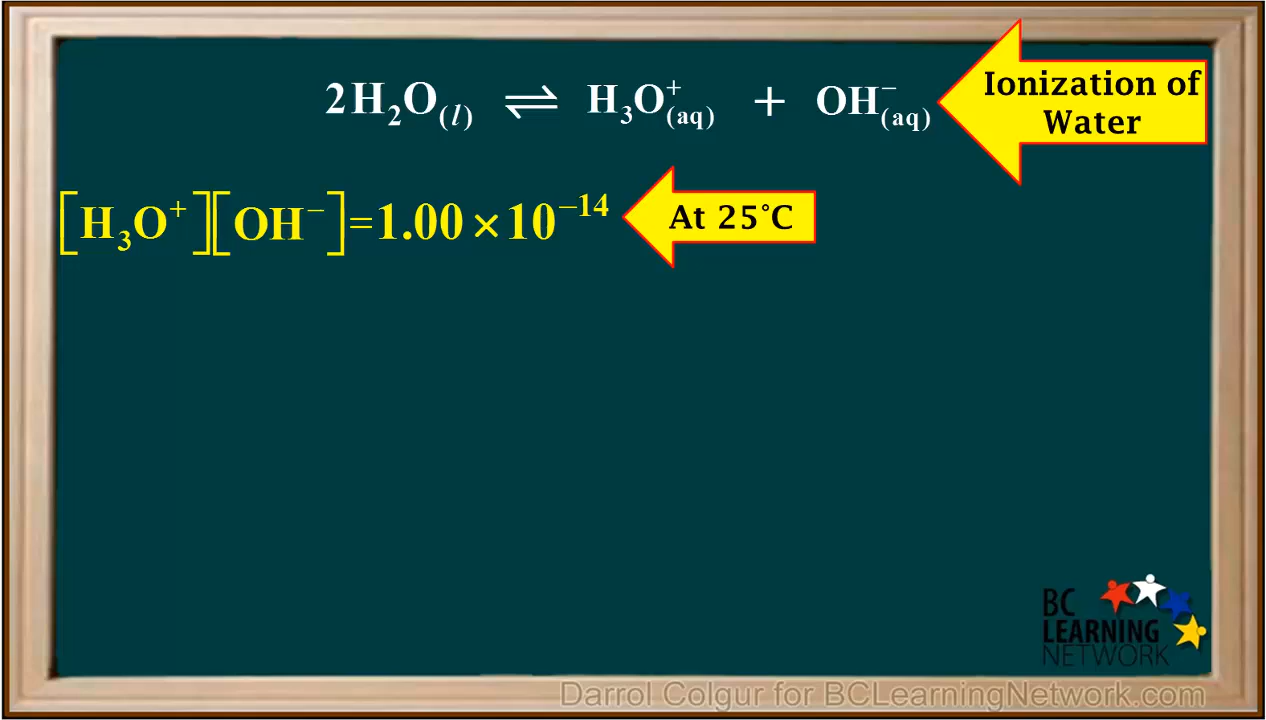 2H₂O(l) ⇌ H₃O⁺(aq) + OH⁻(aq)
Ionization of
Water
[H₃O⁺][OH⁻]=1.00×10⁻¹⁴
At 25°C
BC
LEARNING
NETWORK
Darrol Colgur for BCLearningNetwork.com